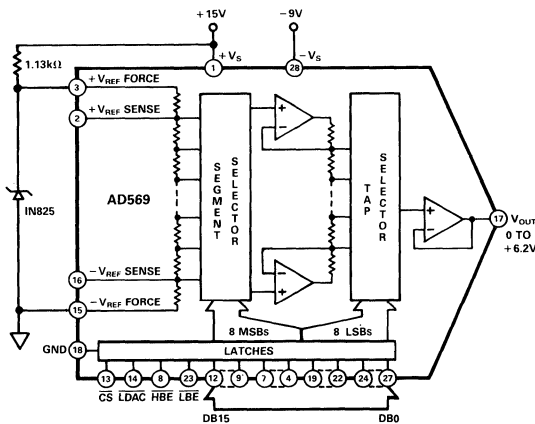 +15V
−9V
1.13kΩ
+VS
−VS
1
28
+VREF FORCE
3
+VREF SENSE
2
SEGMENT
SELECTOR
TAP
SELECTOR
+
−
AD569
IN825
+
−
17
VOUT
0 TO
+6.2V
−VREF SENSE
16
−
+
−VREF FORCE
15
8 MSBs
8 LSBs
GND
18
LATCHES
13
14
8
23
12
9
7
4
19
22
24
27
CS
LDAC
HBE
LBE
DB15
DB0